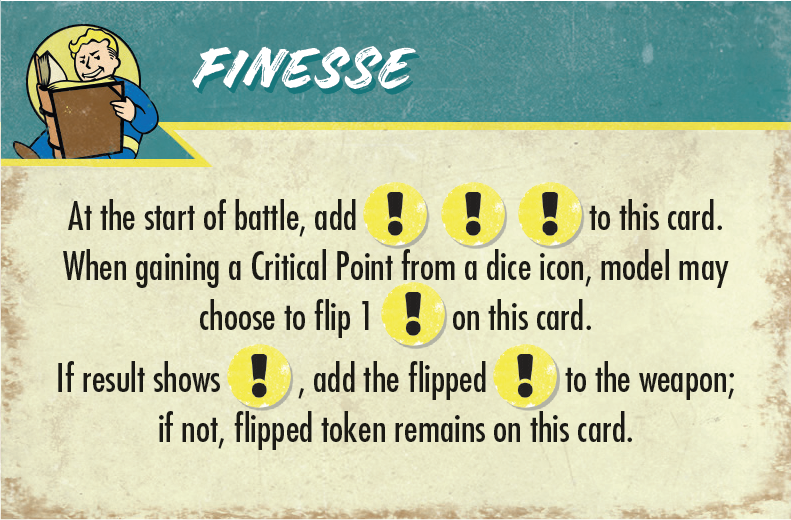 FINESSE
At the start of battle, add ! ! ! to this card.
When gaining a Critical Point from a dice icon, model may
choose to flip 1 ! on this card.
If result shows ! , add the flipped ! to the weapon;
if not, flipped token remains on this card.